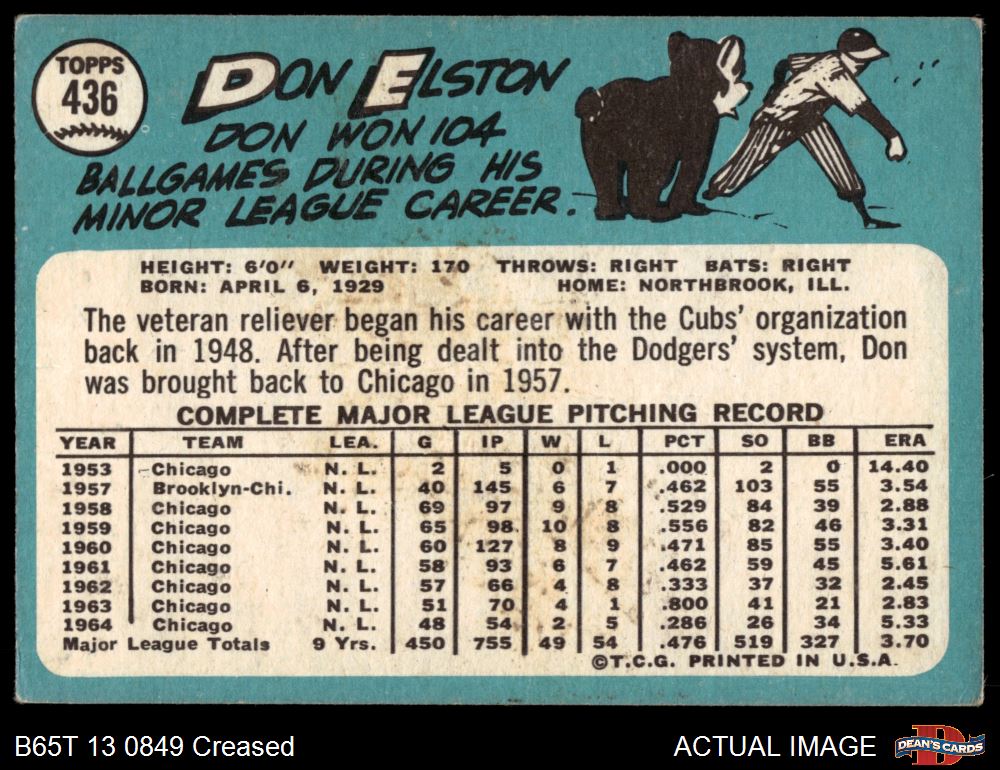 TOPPS
436
DON ELSTON
DON WON 104
BALLGAMES DURING HIS
MINOR LEAGUE CAREER.
HEIGHT: 6'0" WEIGHT: 170 THROWS: RIGHT BATS: RIGHT
BORN: APRIL 6, 1929 HOME: NORTHBROOK, ILL.
The veteran reliever began his career with the Cubs' organization
back in 1948. After being dealt into the Dodgers' system, Don
was brought back to Chicago in 1957.
COMPLETE MAJOR LEAGUE PITCHING RECORD
YEAR TEAM LEA. G IP W L PCT SO BB ERA
1953 Chicago N. L. 2 5 0 1 .000 2 0 14.40
1957 Brooklyn-Chi. N. L. 40 145 6 7 .462 103 55 3.54
1958 Chicago N. L. 69 97 9 8 .529 84 39 2.88
1959 Chicago N. L. 65 98 10 8 .556 82 46 3.31
1960 Chicago N. L. 60 127 8 9 .471 85 55 3.40
1961 Chicago N. L. 58 93 6 7 .462 59 45 5.61
1962 Chicago N. L. 57 66 4 8 .333 37 32 2.45
1963 Chicago N. L. 51 70 4 1 .800 41 21 2.83
1964 Chicago N. L. 48 54 2 5 .286 26 34 5.33
Major League Totals 9 Yrs. 450 755 49 54 .476 519 327 3.70
©T.C.G. PRINTED IN U.S.A.
B65T 13 0849 Creased
ACTUAL IMAGE
DEAN'S CARDS